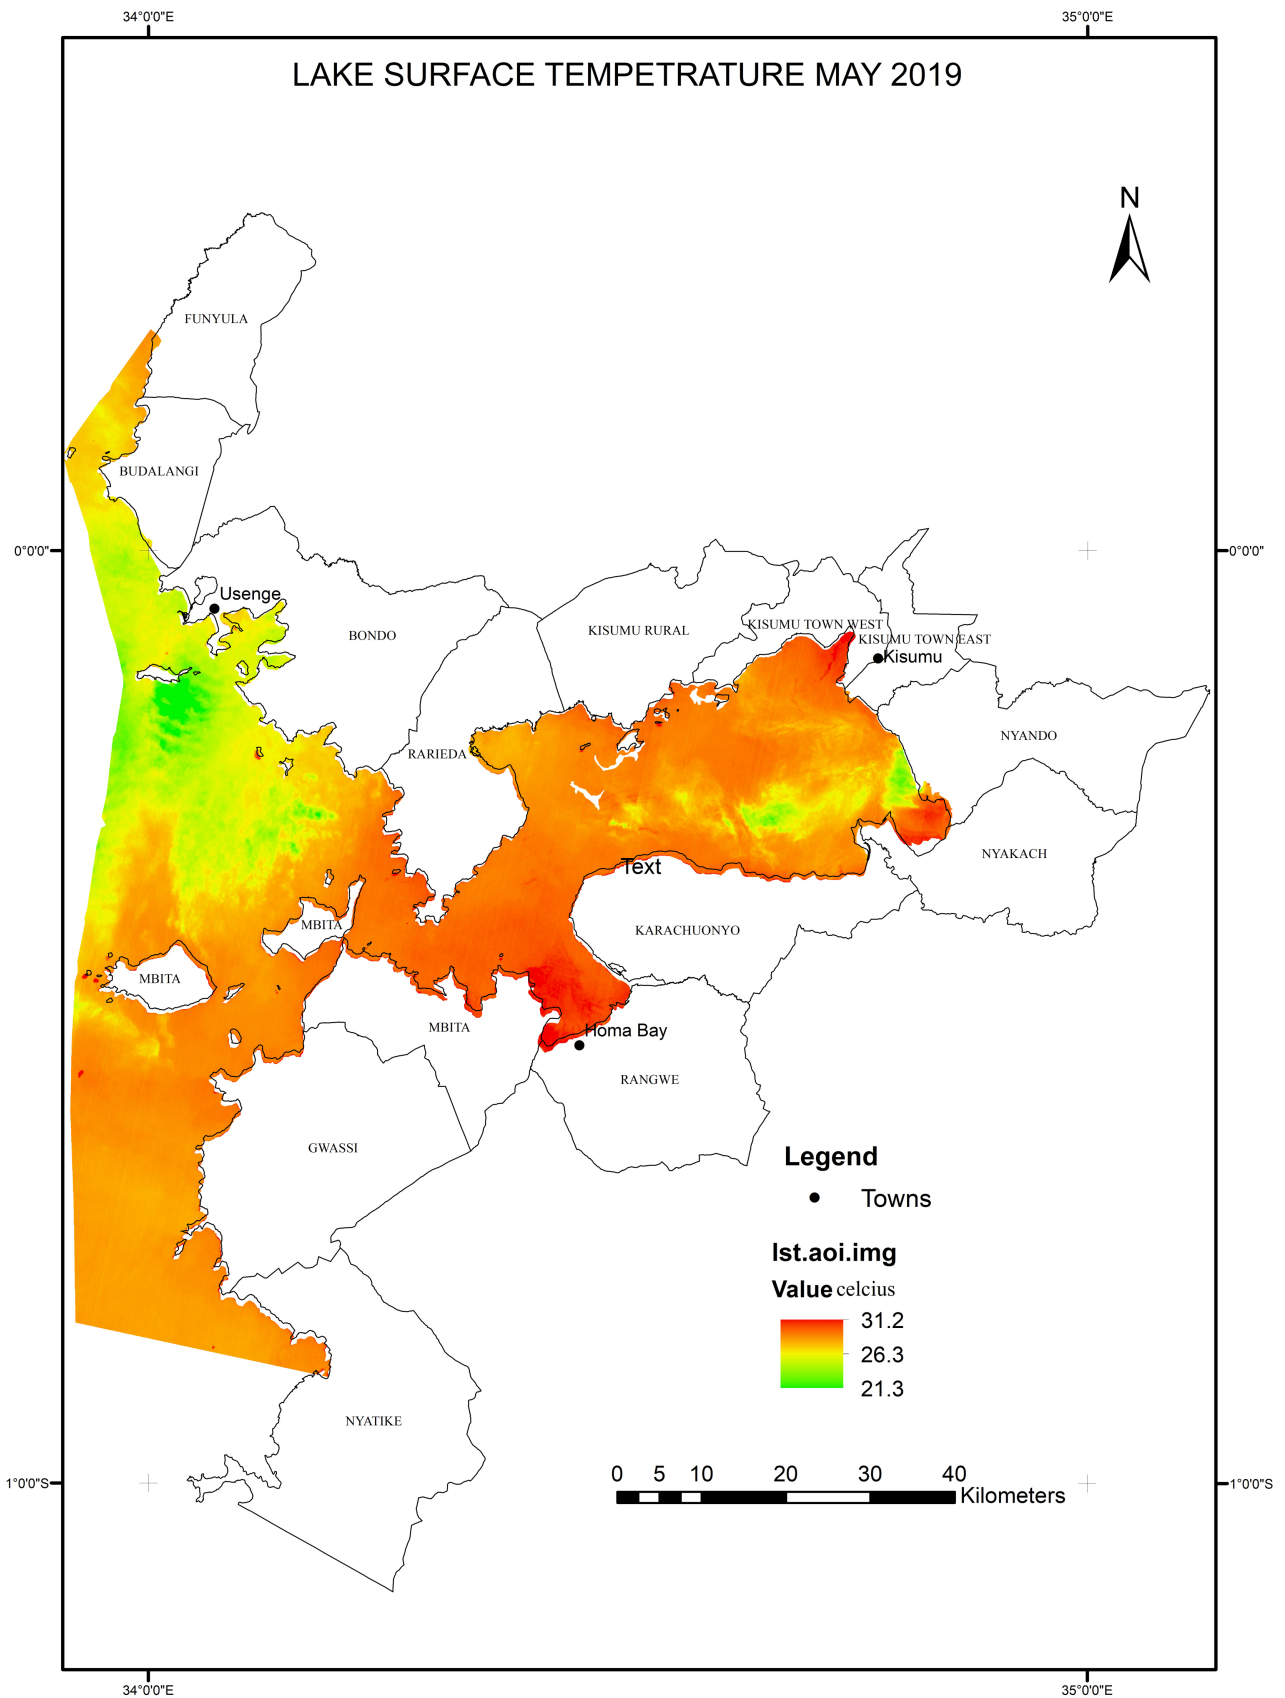 34°0'0"E
35°0'0"E
LAKE SURFACE TEMPETRATURE MAY 2019
N
FUNYULA
BUDALANGI
0°0'0"
0°0'0"
Usenge
BONDO
KISUMU RURAL
KISUMU TOWN WEST
KISUMU TOWN EAST
Kisumu
NYANDO
RARIEDA
NYAKACH
Text
MBITA
KARACHUONYO
MBITA
MBITA
Homa Bay
RANGWE
GWASSI
Legend
Towns
lst.aoi.img
Value celcius
31.2
26.3
21.3
NYATIKE
0 5 10 20 30 40
Kilometers
1°0'0"S
1°0'0"S
34°0'0"E
35°0'0"E